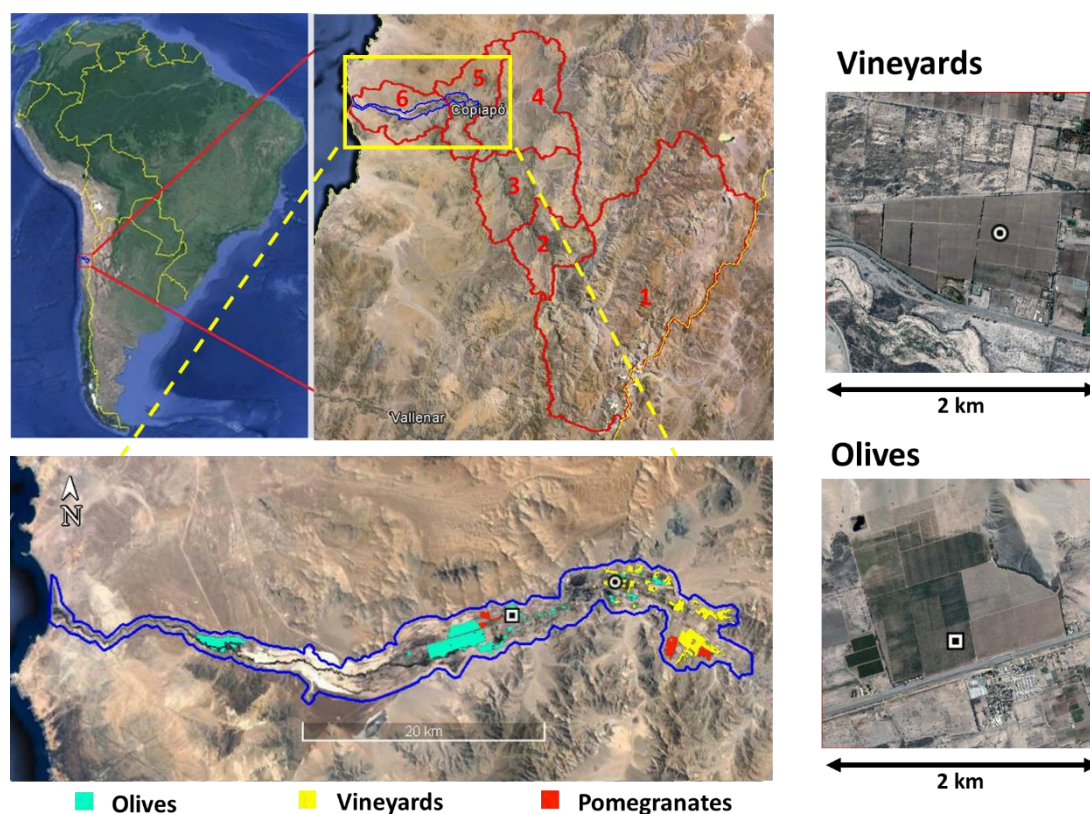 5
6
4
Copiapó
3
2
1
Vallenar
Vineyards
2 km
Olives
2 km
N
20 km
Olives Vineyards Pomegranates